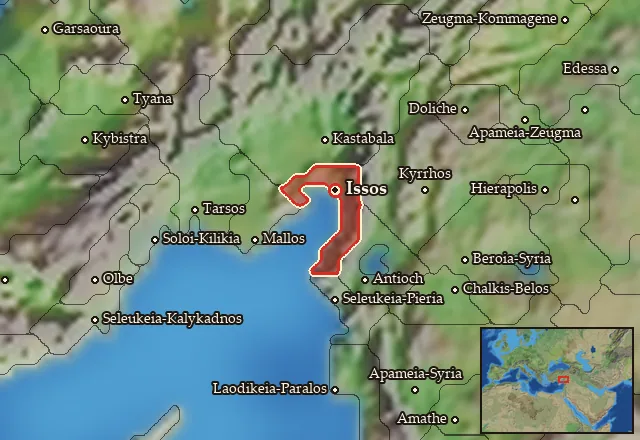 Zeugma-Kommagene
Garsaoura
Edessa
Tyana
Doliche
Apameia-Zeugma
Kybistra
Kastabala
Kyrrhos
Issos
Hierapolis
Tarsos
Soloi-Kilikia
Mallos
Beroia-Syria
Olbe
Antioch
Chalkis-Belos
Seleukeia-Pieria
Seleukeia-Kalykadnos
Apameia-Syria
Laodikeia-Paralos
Amathe